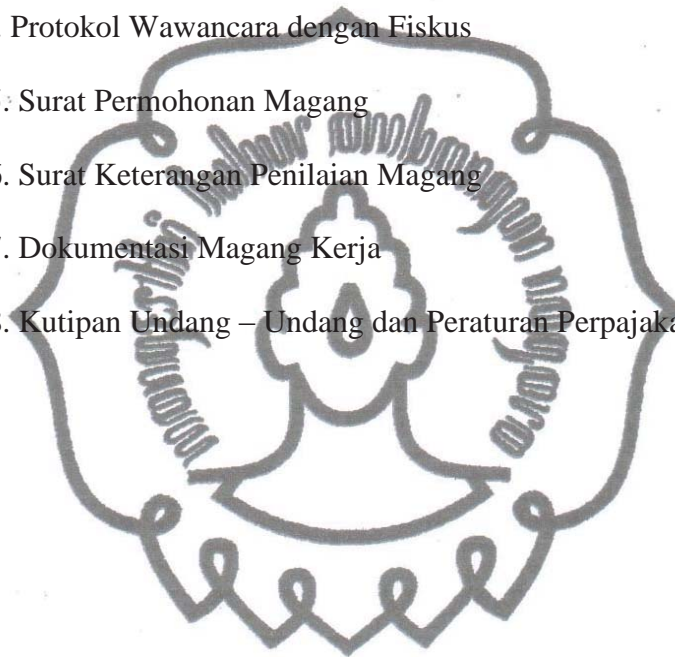 . Protokol Wawancara dengan Fiskus
. Surat Permohonan Magang
. Surat Keterangan Penilaian Magang
. Dokumentasi Magang Kerja
. Kutipan Undang – Undang dan Peraturan Perpajaka